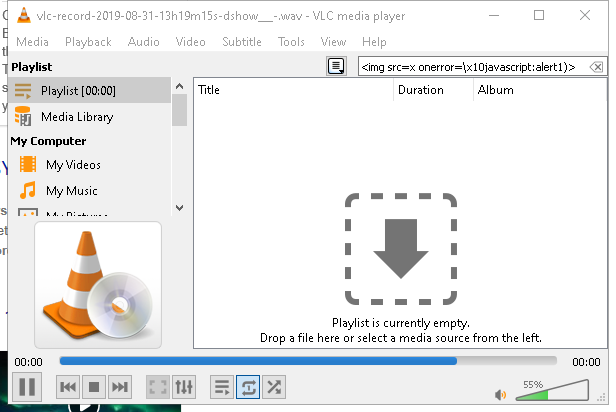 vlc-record-2019-08-31-13h19m15s-dshow___-.wav - VLC media player
Media Playback Audio Video Subtitle Tools View Help
Playlist
<img src=x onerror=\x10javascript:alert1)>
Playlist [00:00]
Media Library
My Computer
My Videos
My Music
My Pictures
Title Duration Album
Playlist is currently empty.
Drop a file here or select a media source from the left.
00:00 00:00
55%